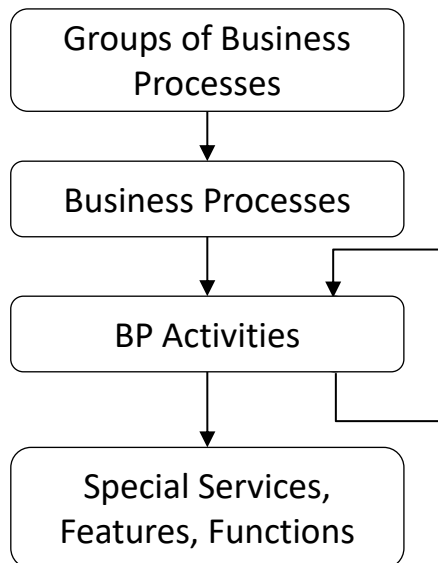 Groups of Business
Processes
Business Processes
BP Activities
Special Services,
Features, Functions